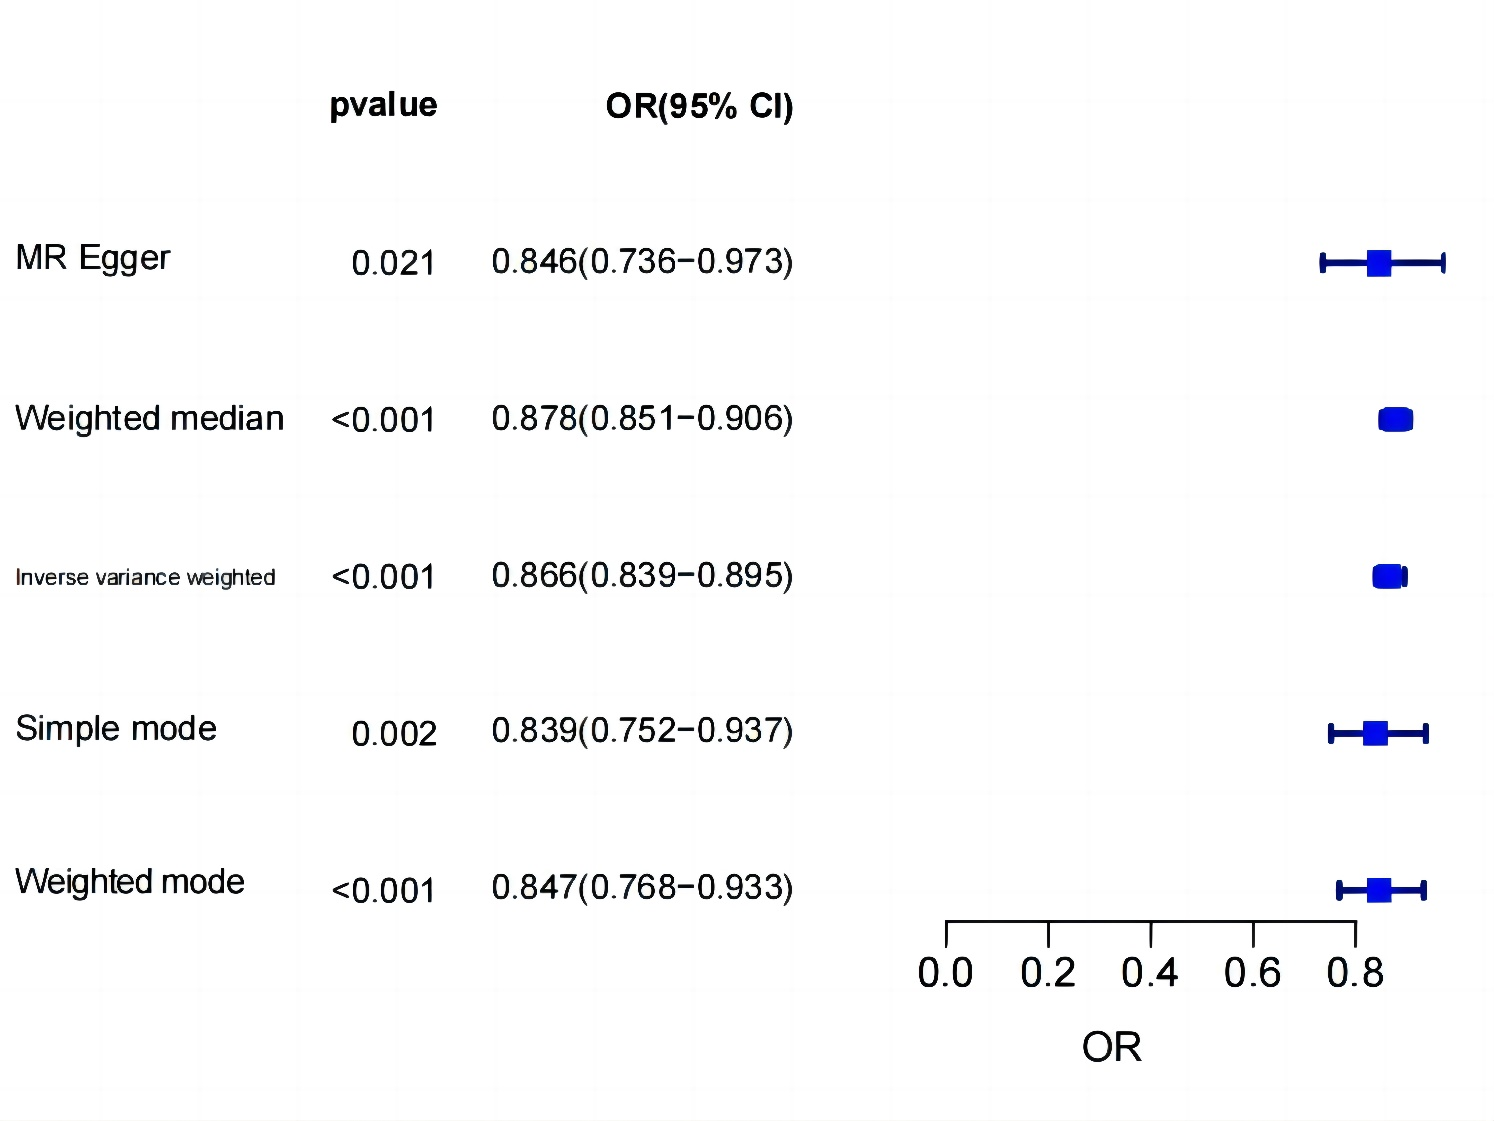 pvalue OR(95% CI)
MR Egger 0.021 0.846(0.736−0.973)
Weighted median <0.001 0.878(0.851−0.906)
Inverse variance weighted <0.001 0.866(0.839−0.895)
Simple mode 0.002 0.839(0.752−0.937)
Weighted mode <0.001 0.847(0.768−0.933)
0.0 0.2 0.4 0.6 0.8
OR